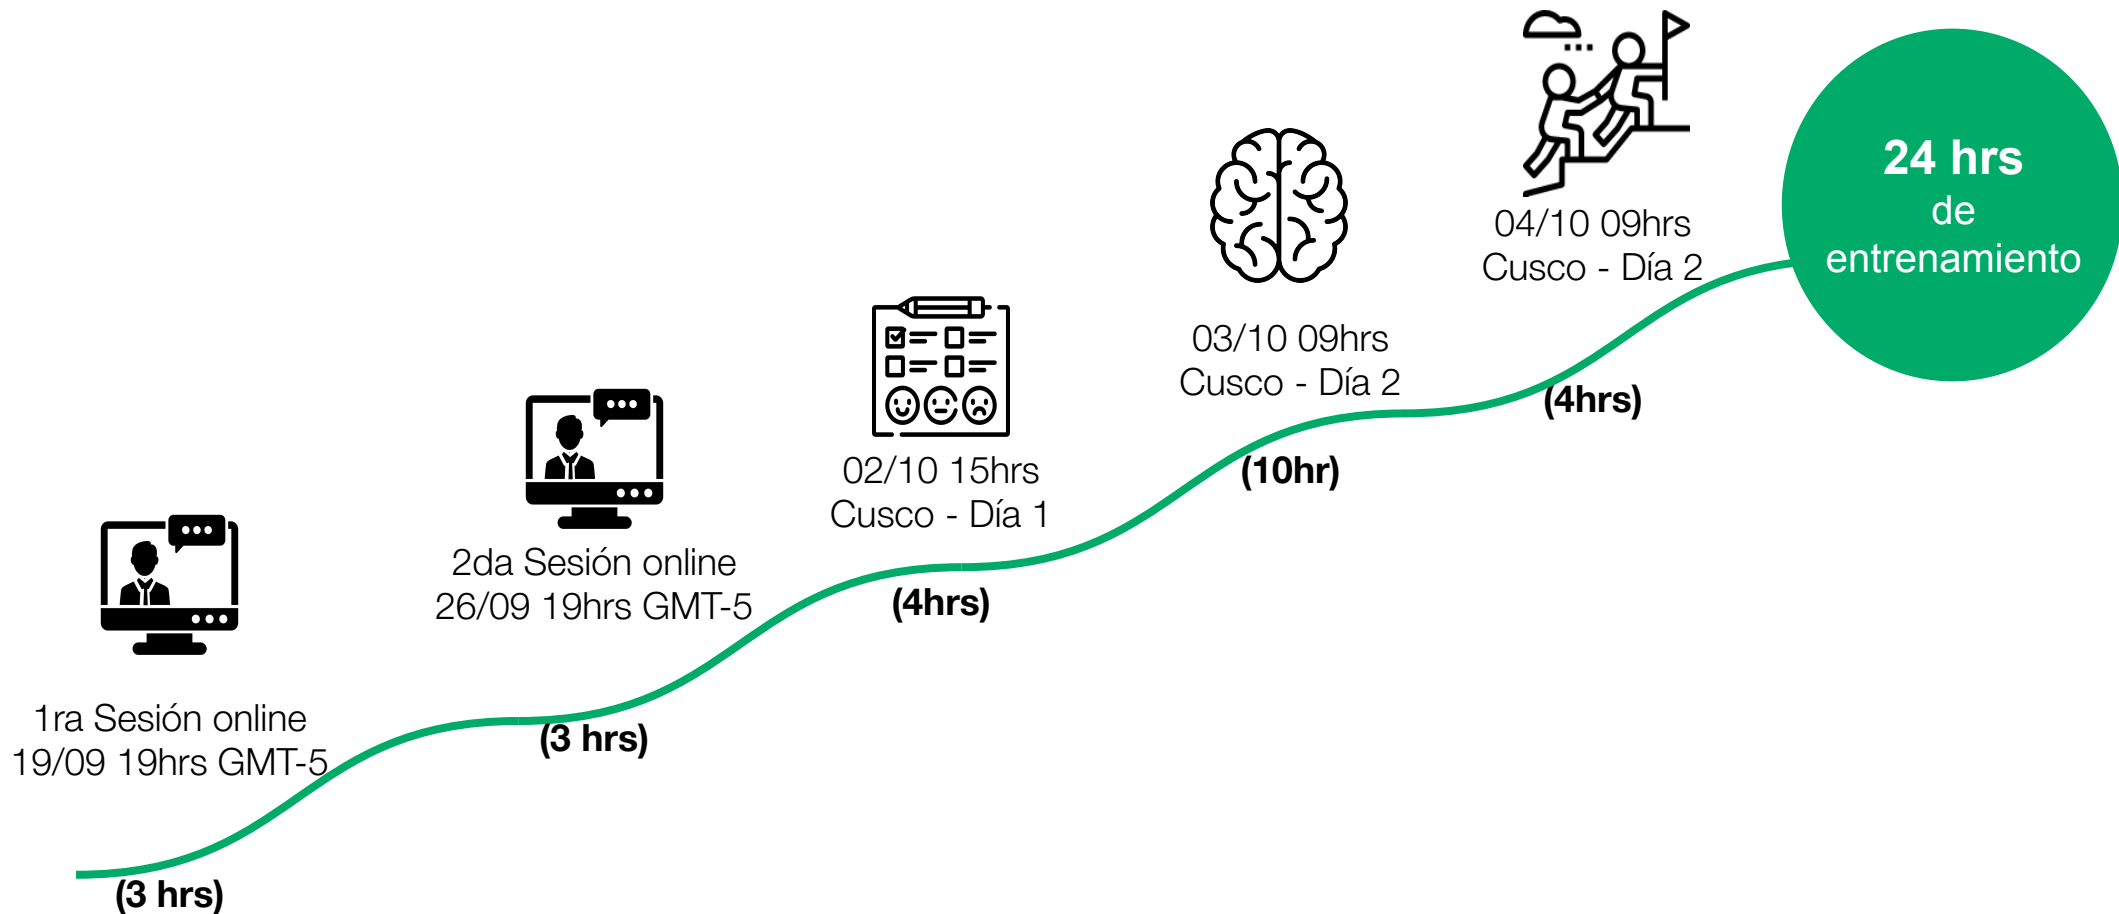 1ra Sesión online
19/09 19hrs GMT-5
(3 hrs)
2da Sesión online
26/09 19hrs GMT-5
(3 hrs)
02/10 15hrs
Cusco - Día 1
(4hrs)
03/10 09hrs
Cusco - Día 2
(10hr)
04/10 09hrs
Cusco - Día 2
(4hrs)
24 hrs
de
entrenamiento